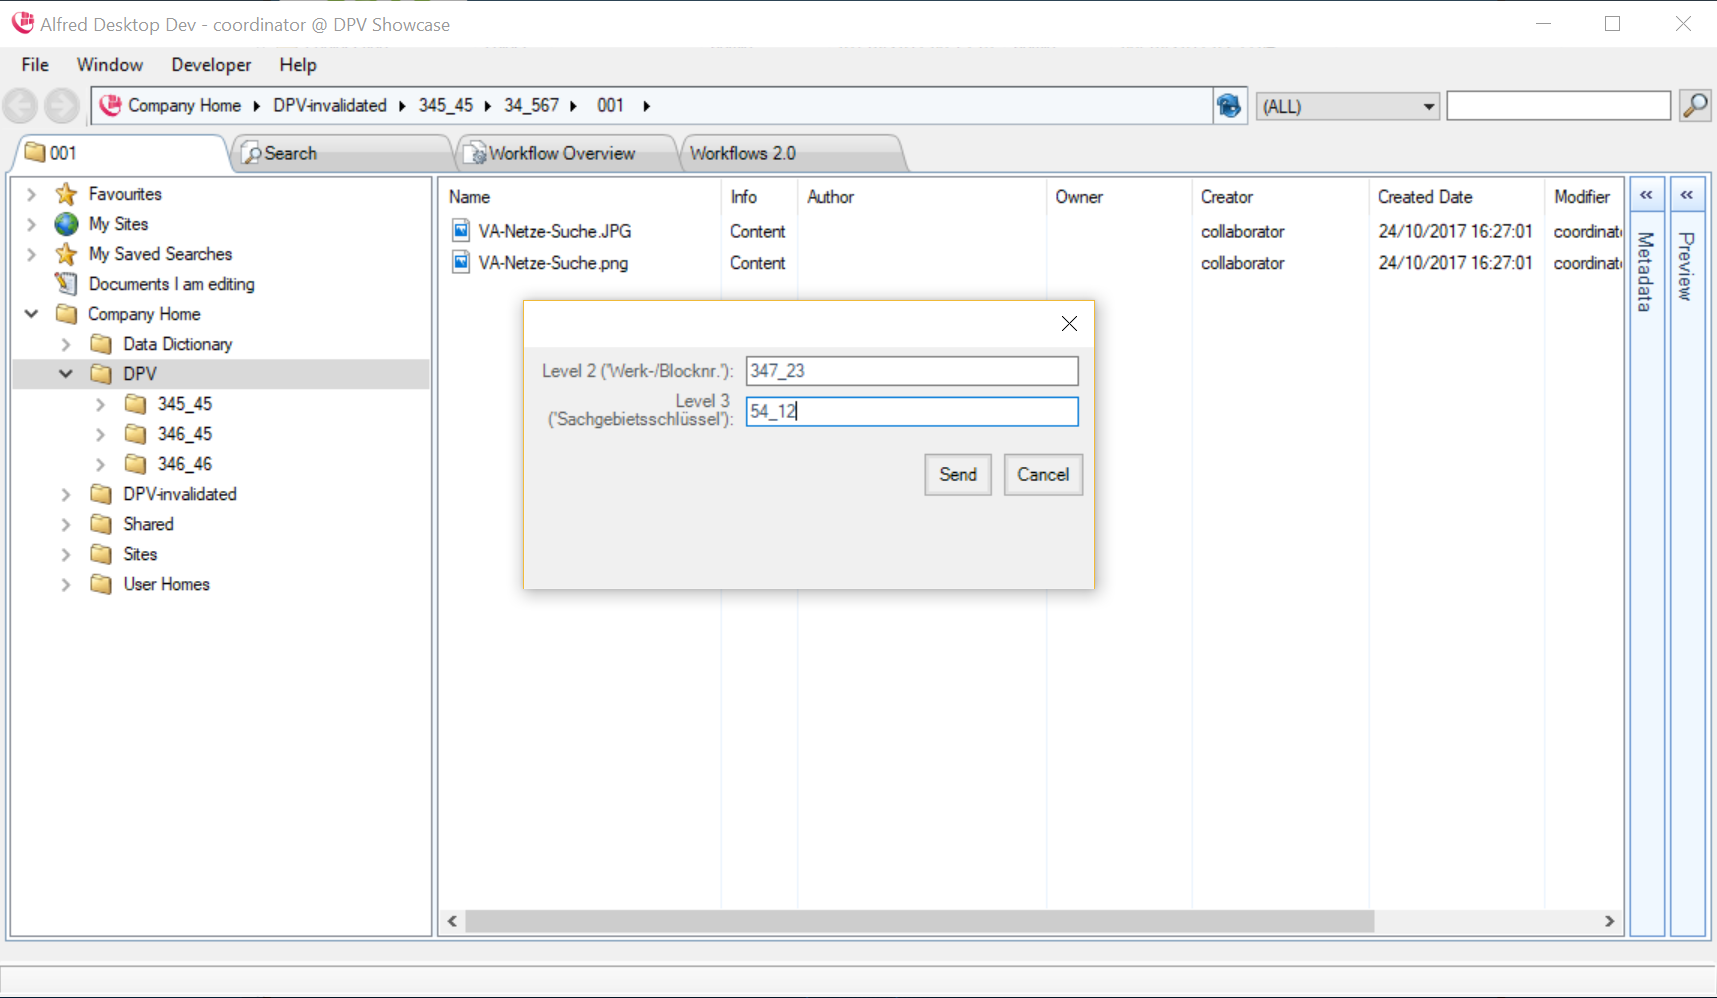 Alfred Desktop Dev - coordinator @ DPV Showcase
File Window Developer Help
Company Home DPV-invalidated 345_45 34_567 001 (ALL)
001 Search Workflow Overview Workflows 2.0
Favourites
My Sites
My Saved Searches
Documents I am editing
Company Home
Data Dictionary
DPV
345_45
346_45
346_46
DPV-invalidated
Shared
Sites
User Homes
Name Info Author Owner Creator Created Date Modifier
VA-Netze-Suche.JPG Content collaborator 24/10/2017 16:27:01 coordinat
VA-Netze-Suche.png Content collaborator 24/10/2017 16:27:01 coordinat
Level 2 ('Werk-/Blocknr.'): 347_23
Level 3
('Sachgebietsschlüssel'): 54_12
Send Cancel
Metadata
Preview